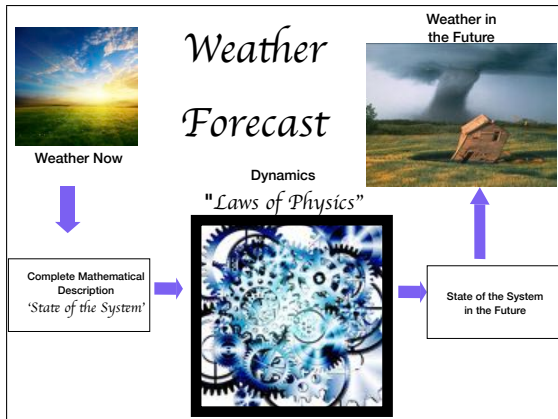 Weather
Forecast
Weather Now
Weather in
the Future
Dynamics
"Laws of Physics"
Complete Mathematical
Description
'State of the System'
State of the System
in the Future